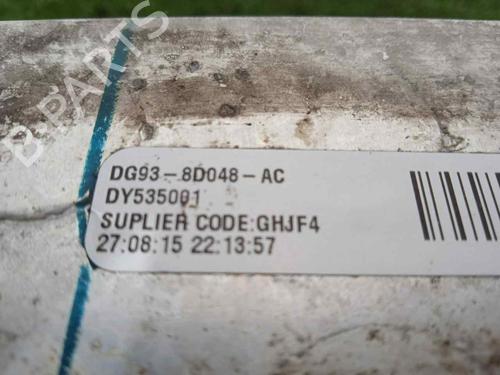 B-PARTS
DG93-8D048-AC
DY535001
SUPLIER CODE:GHJF4
27:08:15 22:13:57